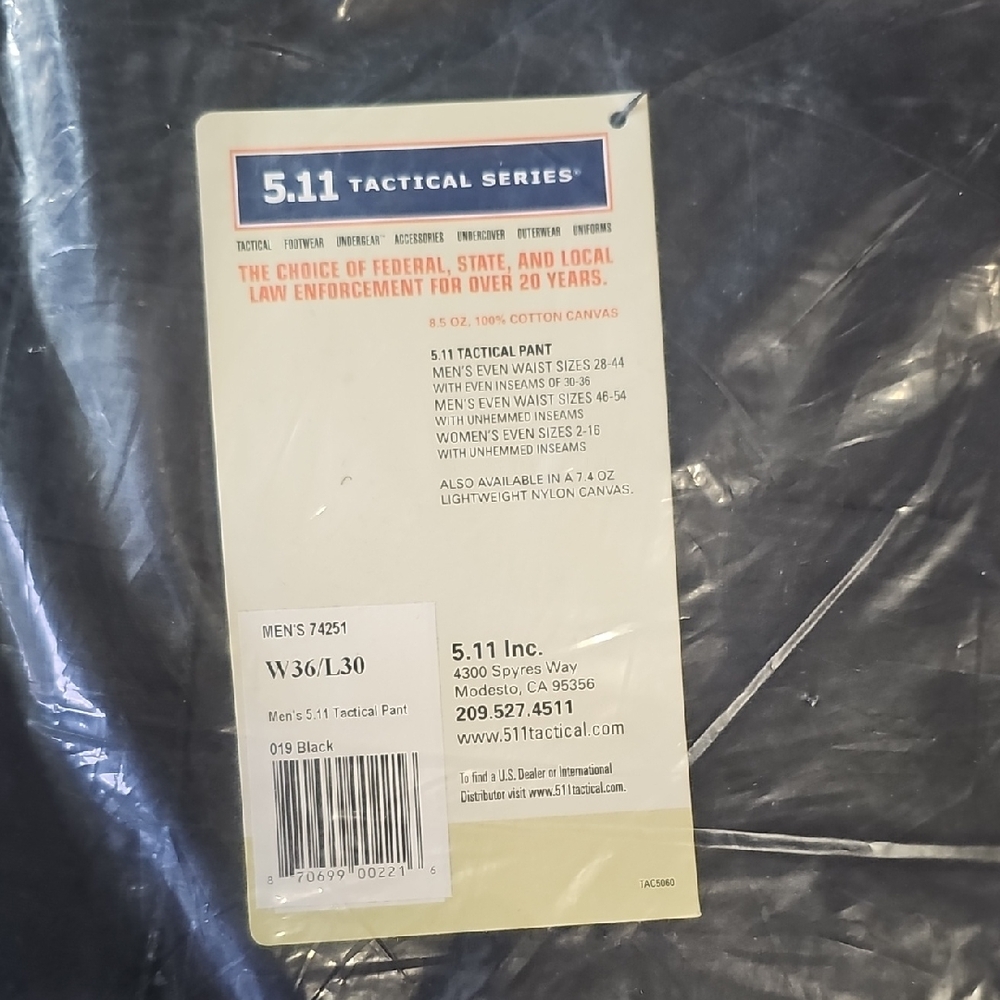 5.11 TACTICAL SERIES®
TACTICAL FOOTWEAR UNDERGEAR™ ACCESSORIES UNDERCOVER OUTERWEAR UNIFORMS
THE CHOICE OF FEDERAL, STATE, AND LOCAL
LAW ENFORCEMENT FOR OVER 20 YEARS.
8.5 OZ, 100% COTTON CANVAS
5.11 TACTICAL PANT
MEN'S EVEN WAIST SIZES 28-44
WITH EVEN INSEAMS OF 30-36
MEN'S EVEN WAIST SIZES 46-54
WITH UNHEMMED INSEAMS
WOMEN'S EVEN SIZES 2-16
WITH UNHEMMED INSEAMS
ALSO AVAILABLE IN A 7.4 OZ
LIGHTWEIGHT NYLON CANVAS.
MEN'S 74251
W36/L30
Men's 5.11 Tactical Pant
019 Black
8 70699 00221 6
5.11 Inc.
4300 Spyres Way
Modesto, CA 95356
209.527.4511
www.511tactical.com
To find a U.S. Dealer or International
Distributor visit www.511tactical.com.
TAC5060